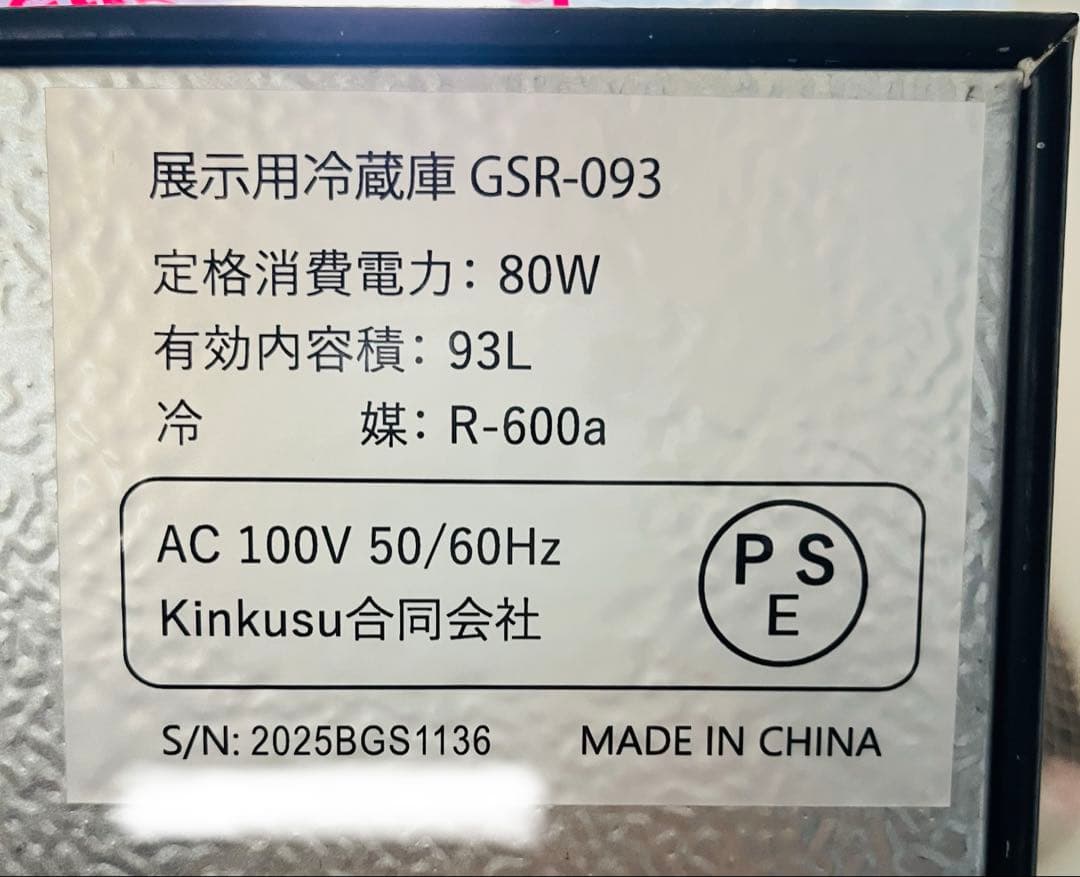 展示用冷蔵庫 GSR-093
定格消費電力：80W
有効内容積：93L
冷　　　媒：R-600a
AC 100V 50/60Hz
Kinkusu合同会社
P S
E
S/N: 2025BGS1136 MADE IN CHINA